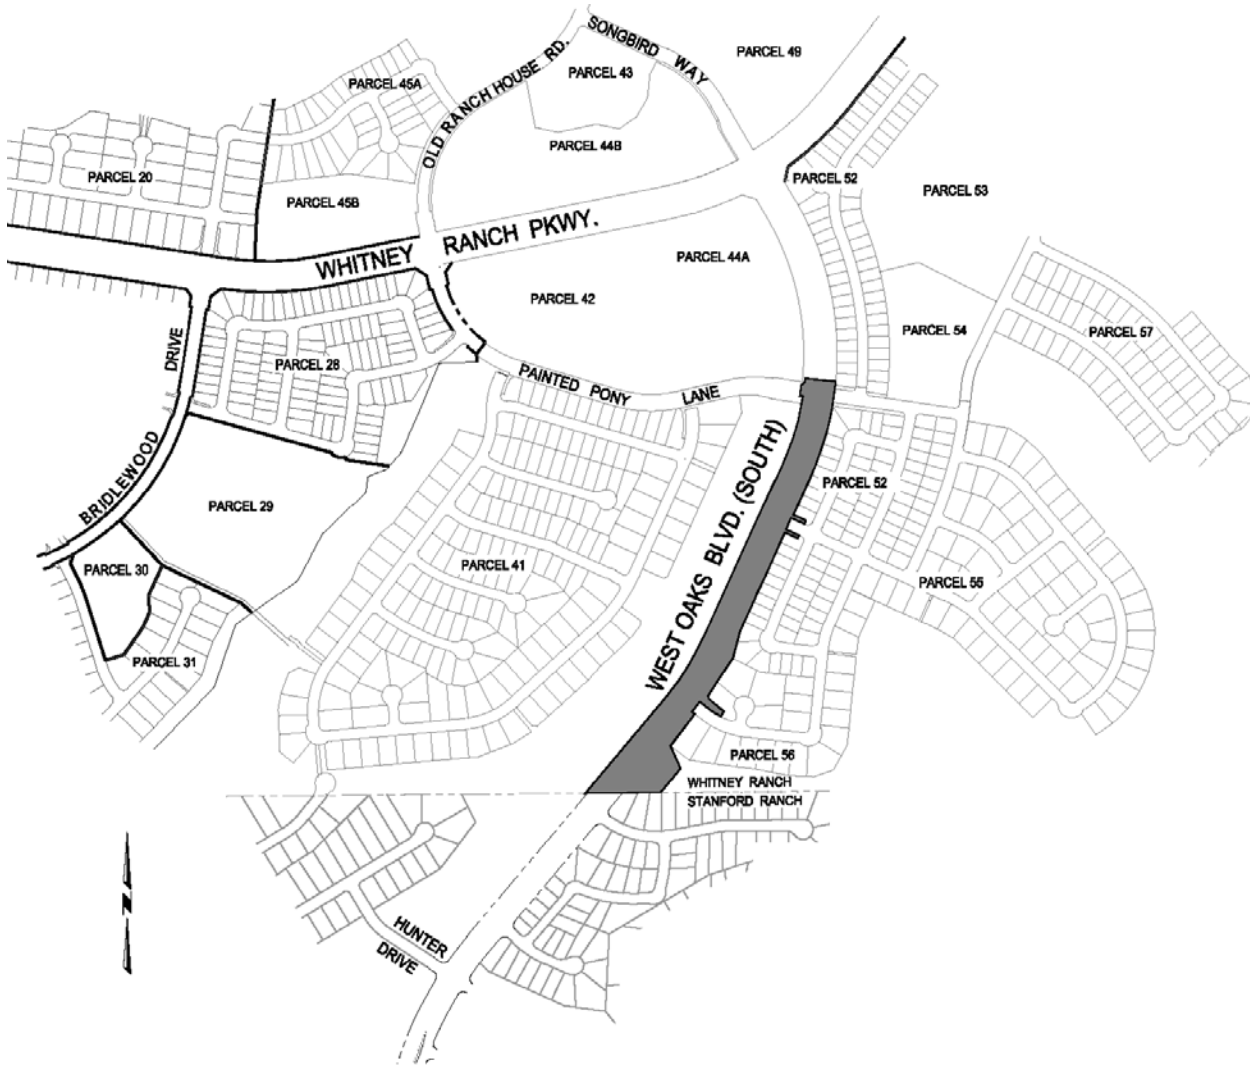 SONGBIRD WAY
PARCEL 49
OLD RANCH HOUSE RD.
PARCEL 43
PARCEL 45A
PARCEL 44B
PARCEL 20
PARCEL 52
PARCEL 53
PARCEL 45B
WHITNEY RANCH PKWY.
PARCEL 44A
PARCEL 42
PARCEL 54
PARCEL 57
DRIVE
PARCEL 28
PAINTED PONY LANE
BRIDLEWOOD
WEST OAKS BLVD. (SOUTH)
PARCEL 52
PARCEL 29
PARCEL 30
PARCEL 41
PARCEL 55
PARCEL 31
PARCEL 56
WHITNEY RANCH
STANFORD RANCH
N
HUNTER
DRIVE